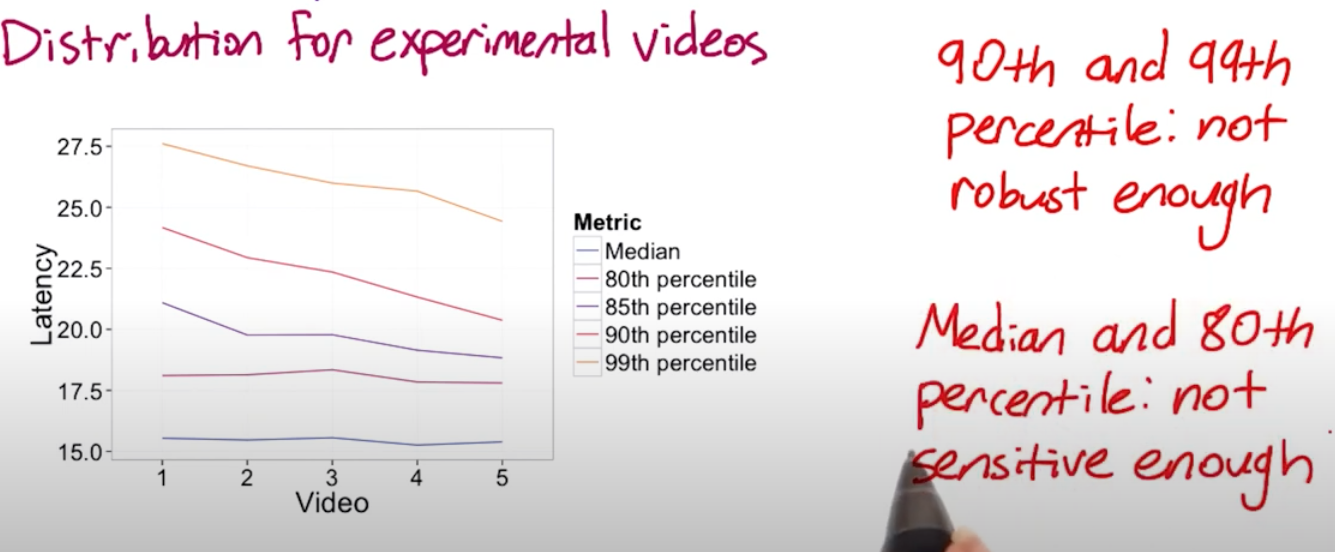 Distribution for experimental videos
90th and 99th
percentile: not
robust enough
27.5
25.0
22.5
20.0
17.5
15.0
Latency
1 2 3 4 5
Video
Metric
Median
80th percentile
85th percentile
90th percentile
99th percentile
Median and 80th
percentile: not
sensitive enough